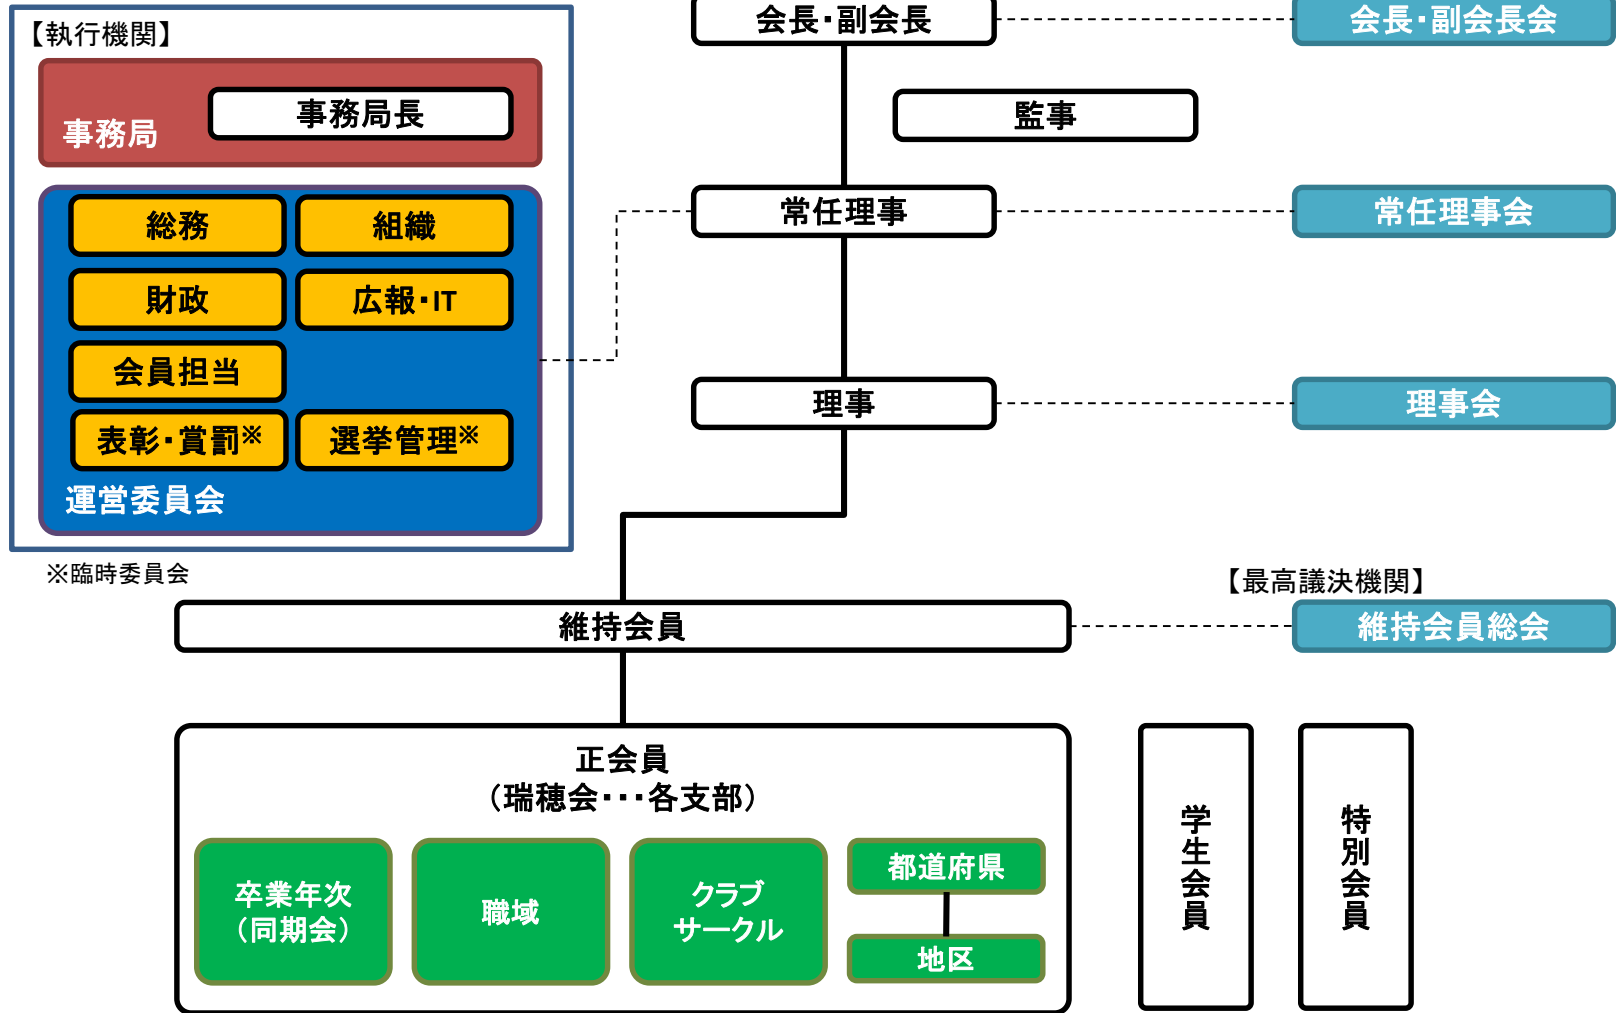 【執行機関】
事務局長
事務局
総務
組織
財政
広報・IT
会員担当
表彰・賞罰※
選挙管理※
運営委員会
※臨時委員会
会長・副会長
会長・副会長会
監事
常任理事
常任理事会
理事
理事会
【最高議決機関】
維持会員
維持会員総会
正会員
（瑞穂会・・・各支部）
卒業年次
（同期会）
職域
クラブ
サークル
都道府県
地区
学生会員
特別会員